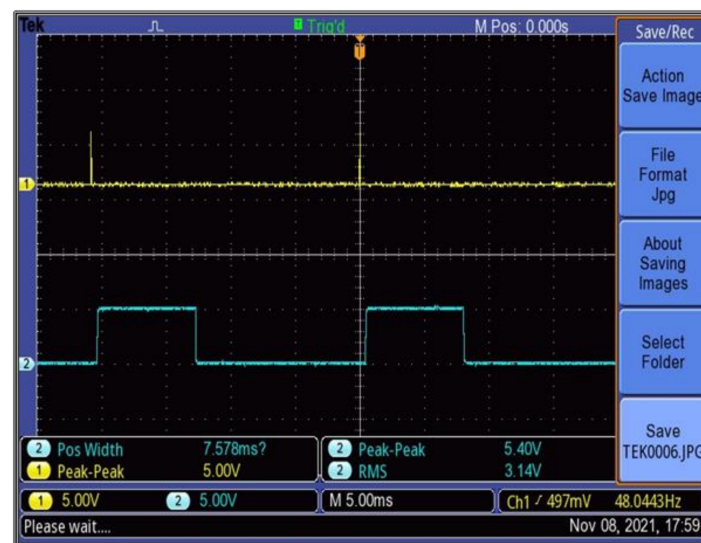 Tek Trig'd M Pos: 0.000s Save/Rec
T
Action
Save Image
File
Format
Jpg
1
About
Saving
Images
Select
Folder
2
Save
TEK0006.JPG
2 Pos Width 7.578ms? 2 Peak-Peak 5.40V
1 Peak-Peak 5.00V 2 RMS 3.14V
1 5.00V 2 5.00V M 5.00ms Ch1 / 497mV 48.0443Hz
Please wait.... Nov 08, 2021, 17:59